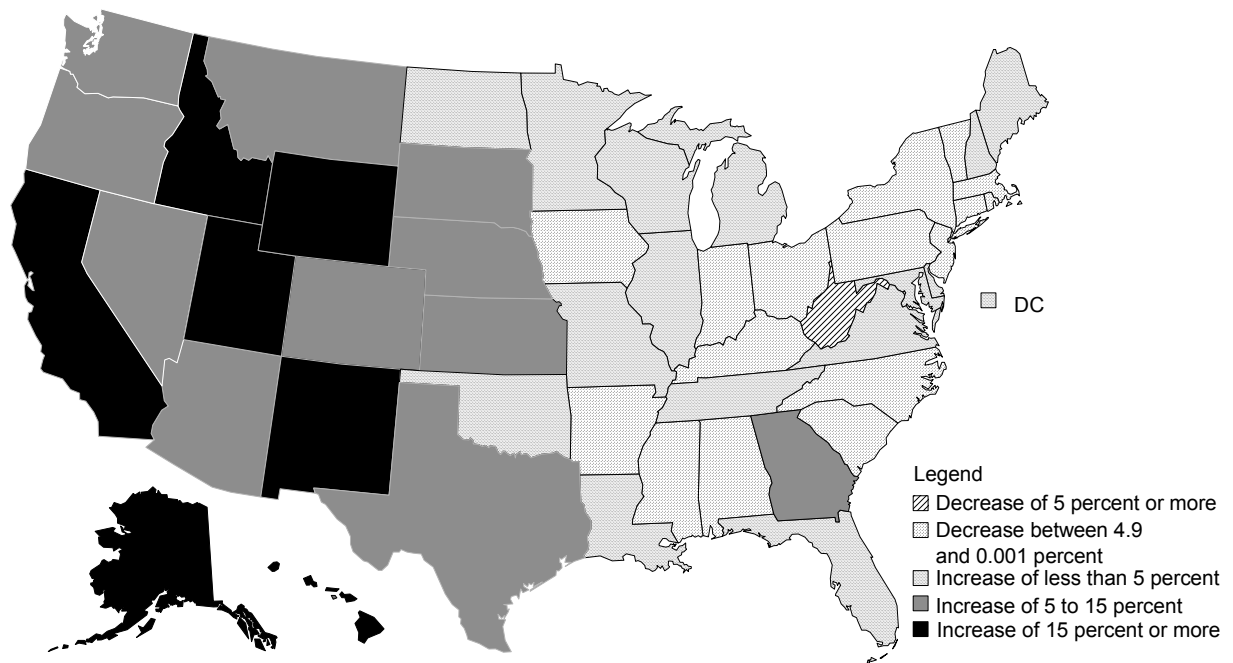 DC
Legend
Decrease of 5 percent or more
Decrease between 4.9
and 0.001 percent
Increase of less than 5 percent
Increase of 5 to 15 percent
Increase of 15 percent or more